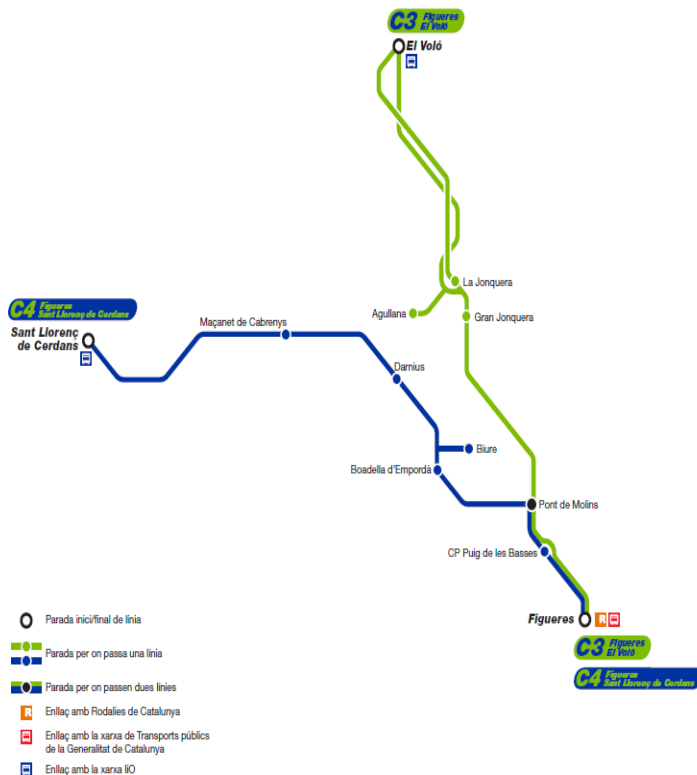 C3 Figueres
El Voló
El Voló
La Jonquera
Agullana
Gran Jonquera
C4 Figueres
Sant Llorenç de Cerdans
Sant Llorenç
de Cerdans
Maçanet de Cabrenys
Darnius
Biure
Boadella d'Empordà
Pont de Molins
CP Puig de les Basses
Figueres
R
C3 Figueres
El Voló
C4 Figueres
Sant Llorenç de Cerdans
Parada inici/final de línia
Parada per on passa una línia
Parada per on passen dues línies
R
Enllaç amb Rodalies de Catalunya
Enllaç amb la xarxa de Transports públics
de la Generalitat de Catalunya
Enllaç amb la xarxa liO